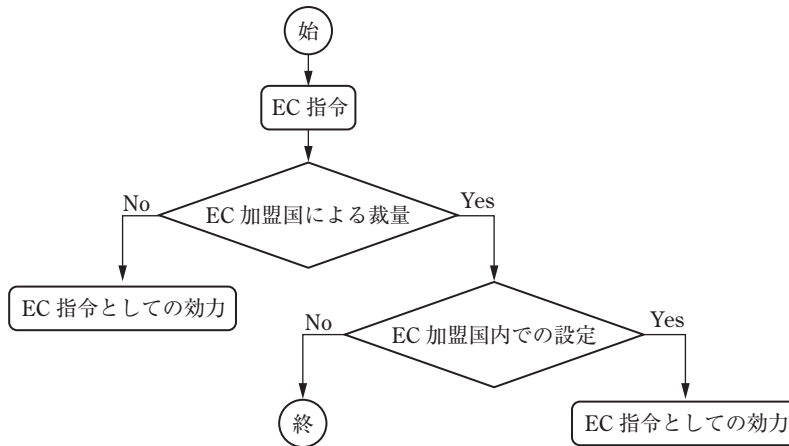 始
EC 指令
No
Yes
EC 加盟国による裁量
EC 指令としての効力
No
Yes
EC 加盟国内での設定
終
EC 指令としての効力